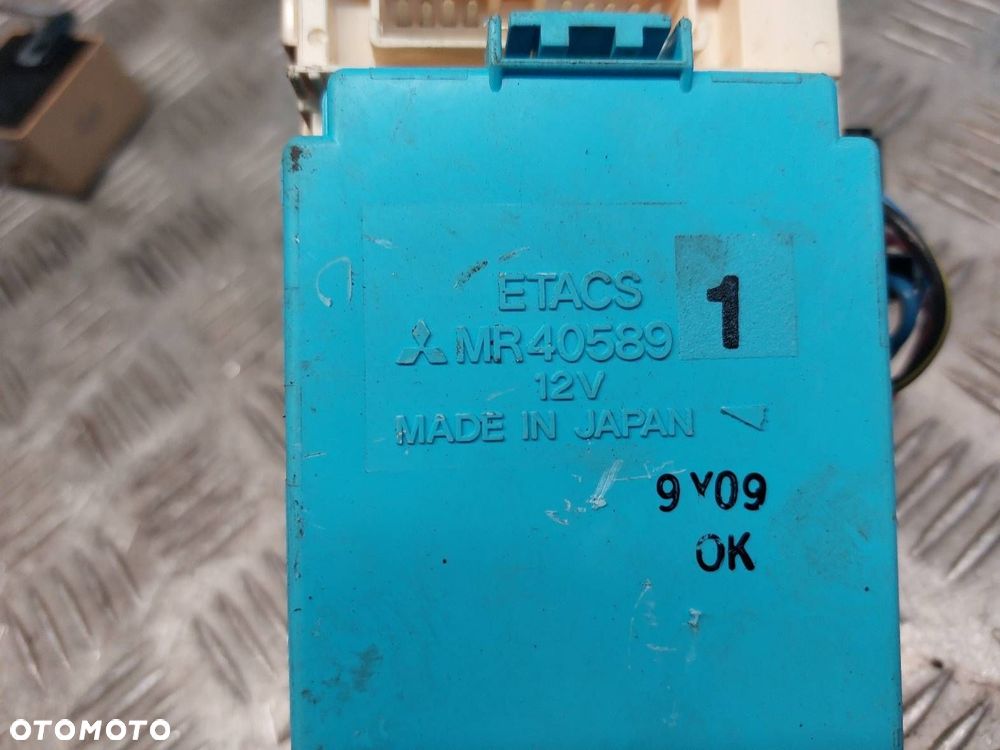 ETACS
MR40589 1
12V
MADE IN JAPAN
9 Y09
OK
OTOMOTO